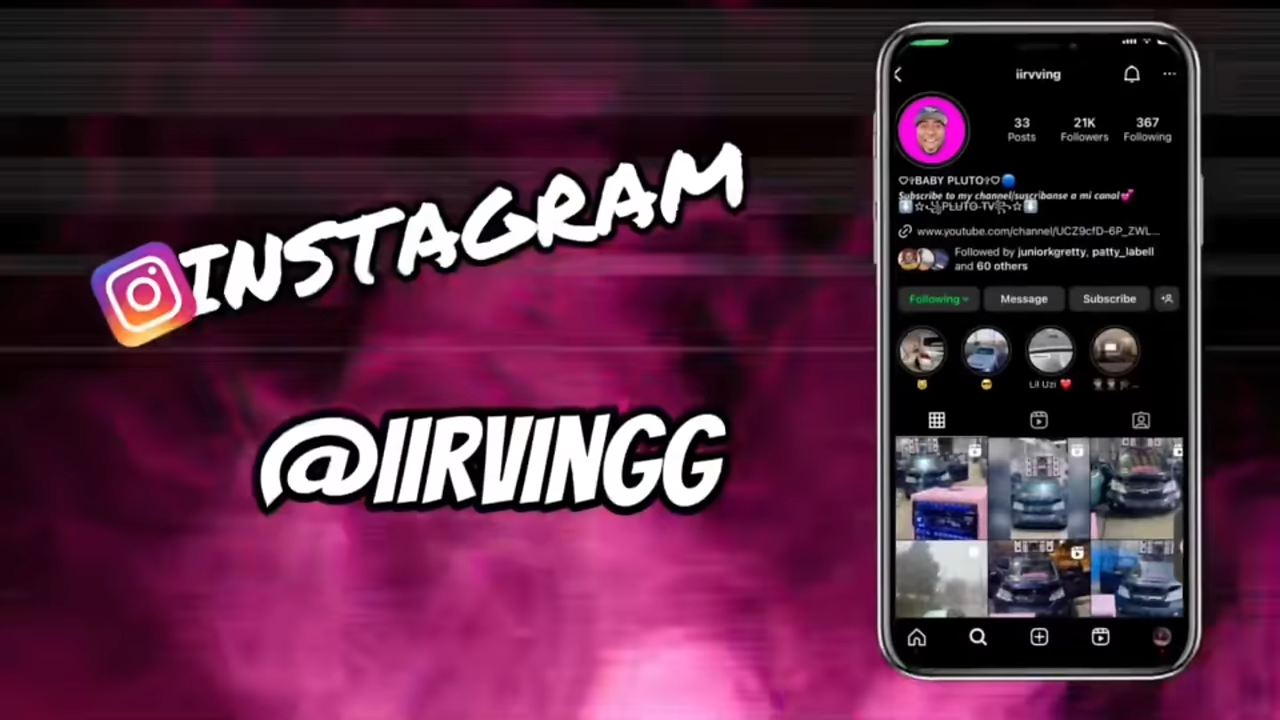 INSTAGRAM
@IIRVINGG
iirvving
33
21K
367
Posts
Followers
Following
BABY PLUTO
Subscribe to my channel/suscribanse a mi canal💕
PLUTO TV
www.youtube.com/channel/UCZ9cfD-6P_ZWL...
Followed by juniorkgretty, patty_labell
and 60 others
Following
Message
Subscribe
Lil Uzi ❤️